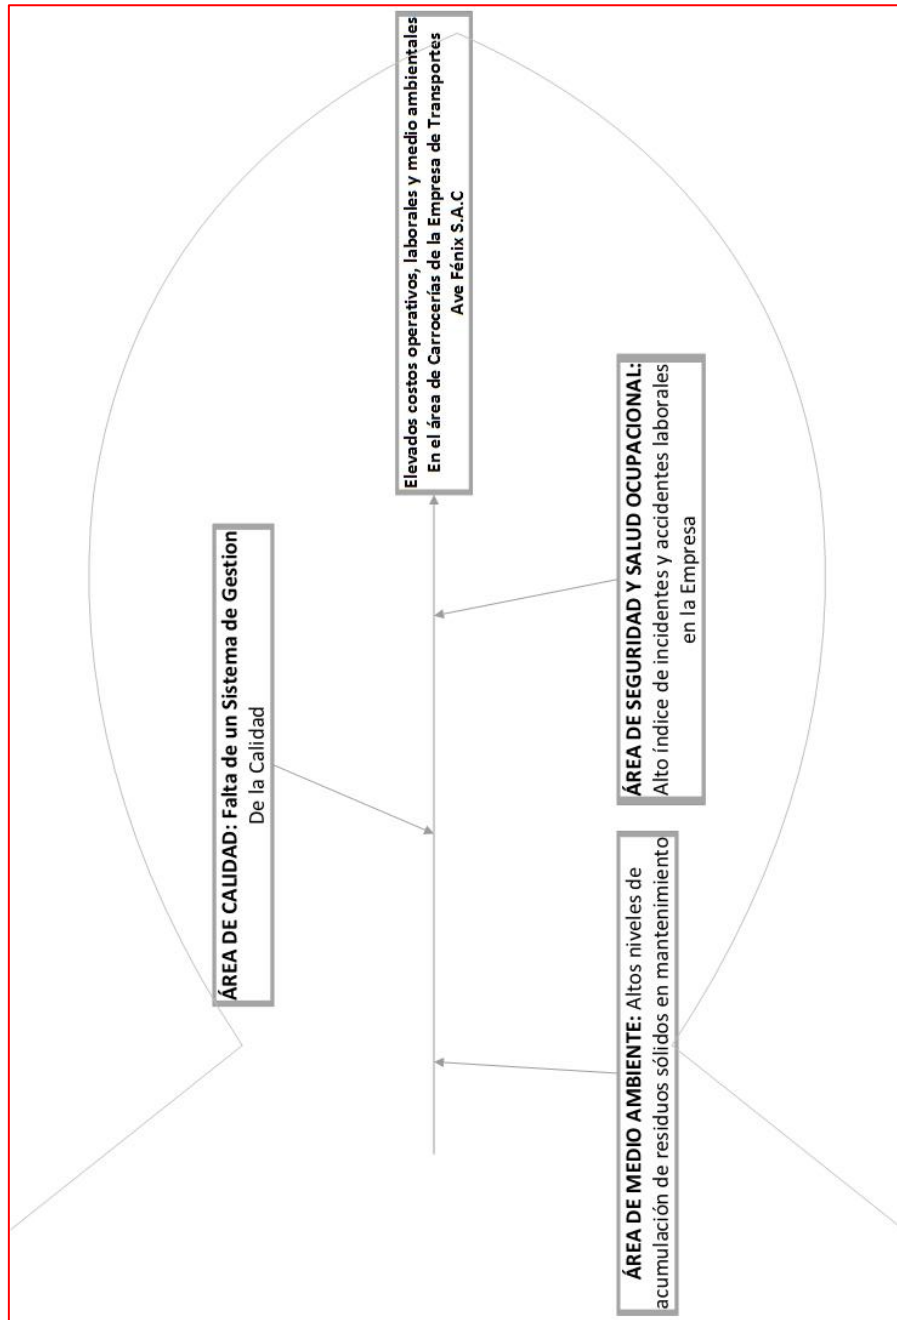 Elevados costos operativos, laborales y medio ambientales
En el área de Carrocerías de la Empresa de Transportes
Ave Fénix S.A.C
ÁREA DE CALIDAD: Falta de un Sistema de Gestion
De la Calidad
ÁREA DE SEGURIDAD Y SALUD OCUPACIONAL:
Alto índice de incidentes y accidentes laborales
en la Empresa
ÁREA DE MEDIO AMBIENTE: Altos niveles de
acumulación de residuos sólidos en mantenimiento